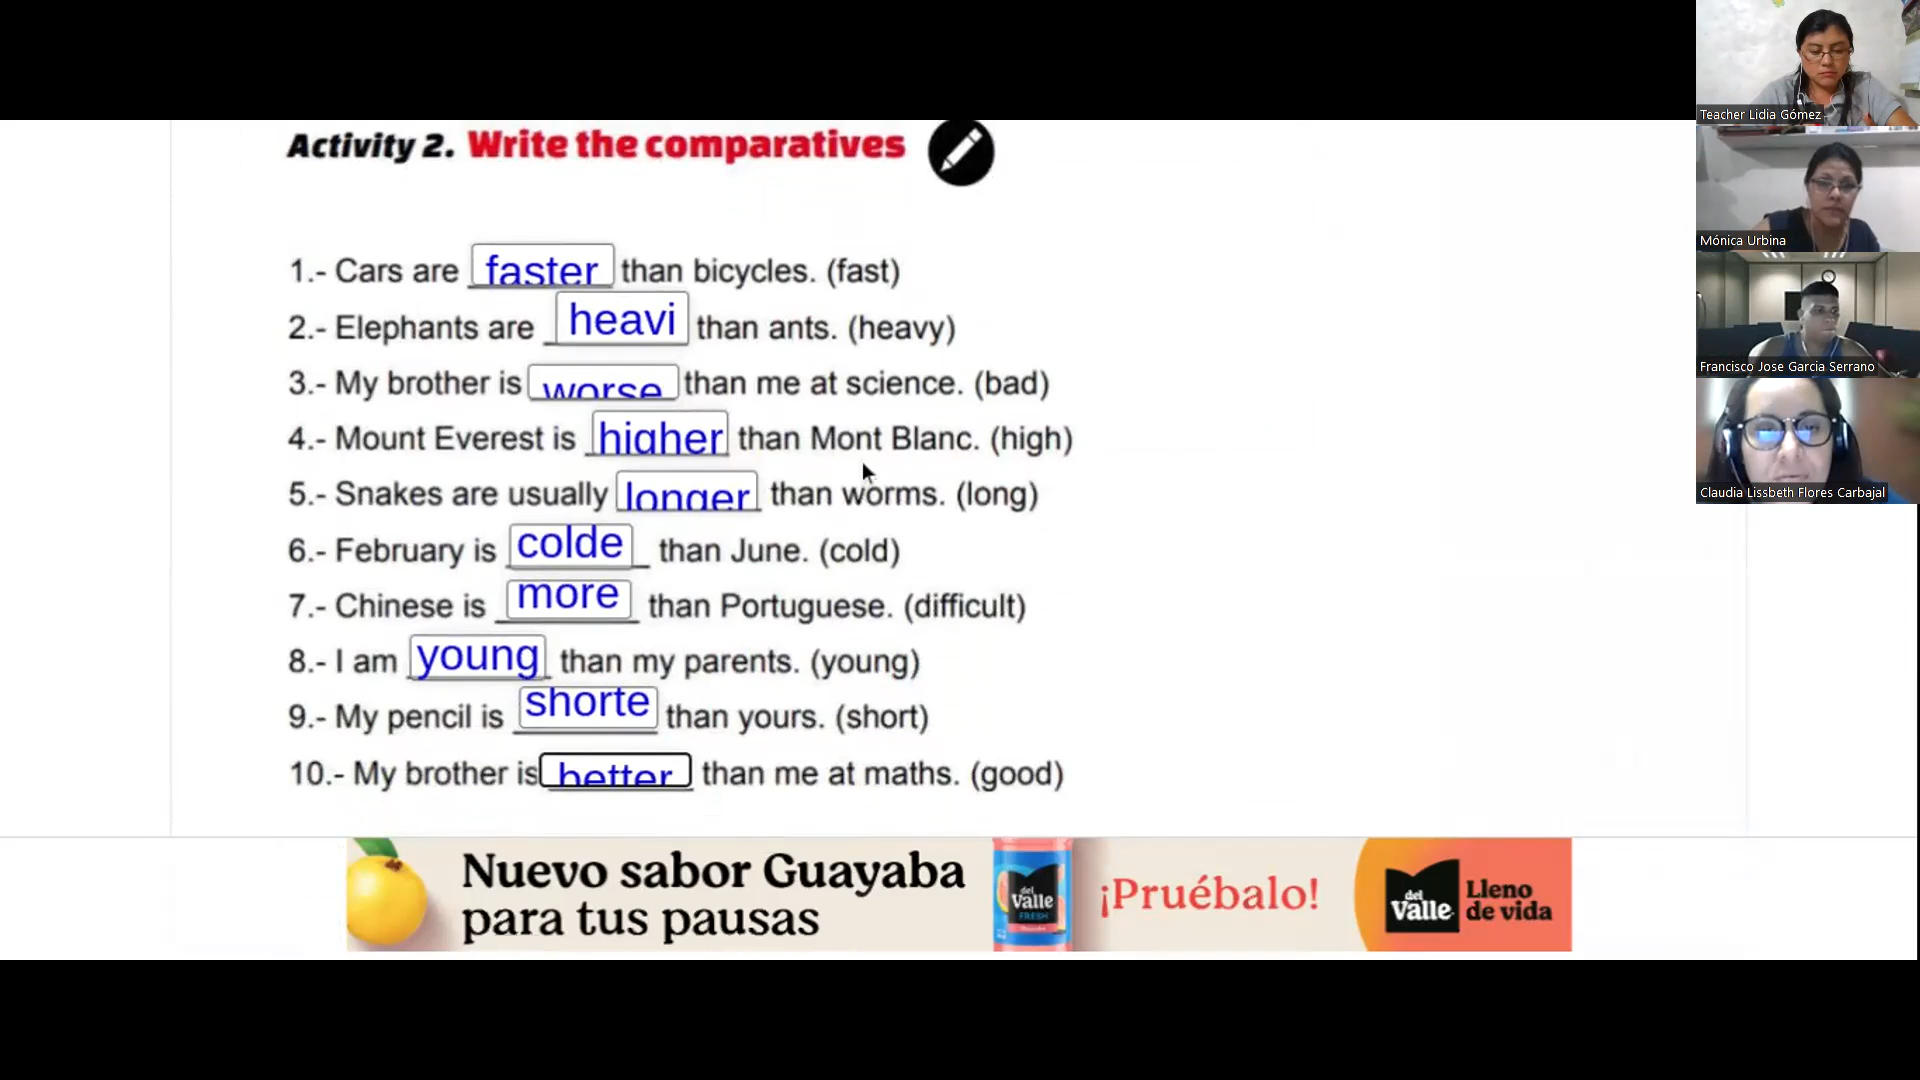 Activity 2. Write the comparatives
1.- Cars are faster than bicycles. (fast)
2.- Elephants are heavi than ants. (heavy)
3.- My brother is worse than me at science. (bad)
4.- Mount Everest is higher than Mont Blanc. (high)
5.- Snakes are usually longer than worms. (long)
6.- February is colde than June. (cold)
7.- Chinese is more than Portuguese. (difficult)
8.- I am young than my parents. (young)
9.- My pencil is shorte than yours. (short)
10.- My brother is better than me at maths. (good)
Nuevo sabor Guayaba
para tus pausas
del
Valle
FRESH
¡Pruébalo!
del
Valle
Lleno
de vida
Teacher Lidia Gómez
Mónica Urbina
Francisco Jose Garcia Serrano
Claudia Lissbeth Flores Carbajal